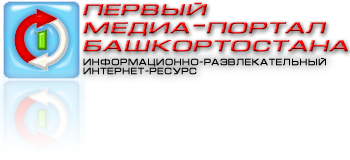 ПЕРВЫЙ
МЕДИА-ПОРТАЛ
БАШКОРТОСТАНА
ИНФОРМАЦИОННО-РАЗВЛЕКАТЕЛЬНЫЙ
ИНТЕРНЕТ-РЕСУРС